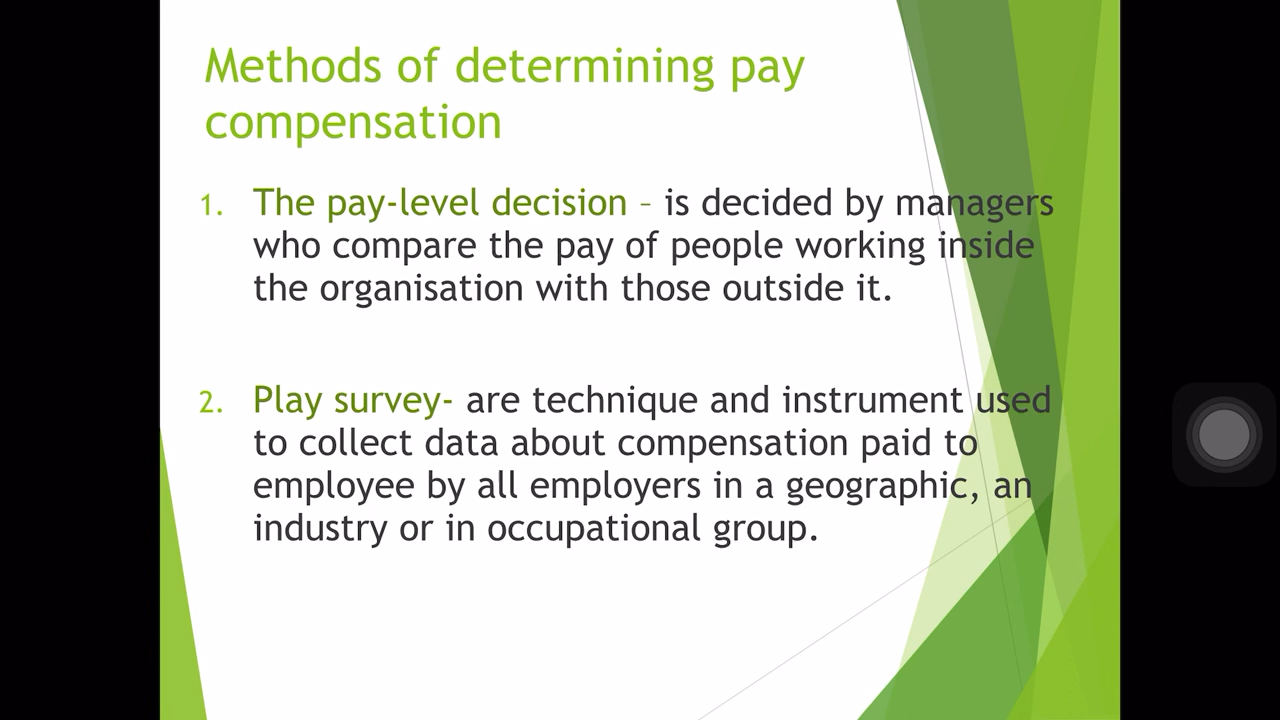 Methods of determining pay
compensation
1. The pay-level decision – is decided by managers
who compare the pay of people working inside
the organisation with those outside it.
2. Play survey- are technique and instrument used
to collect data about compensation paid to
employee by all employers in a geographic, an
industry or in occupational group.